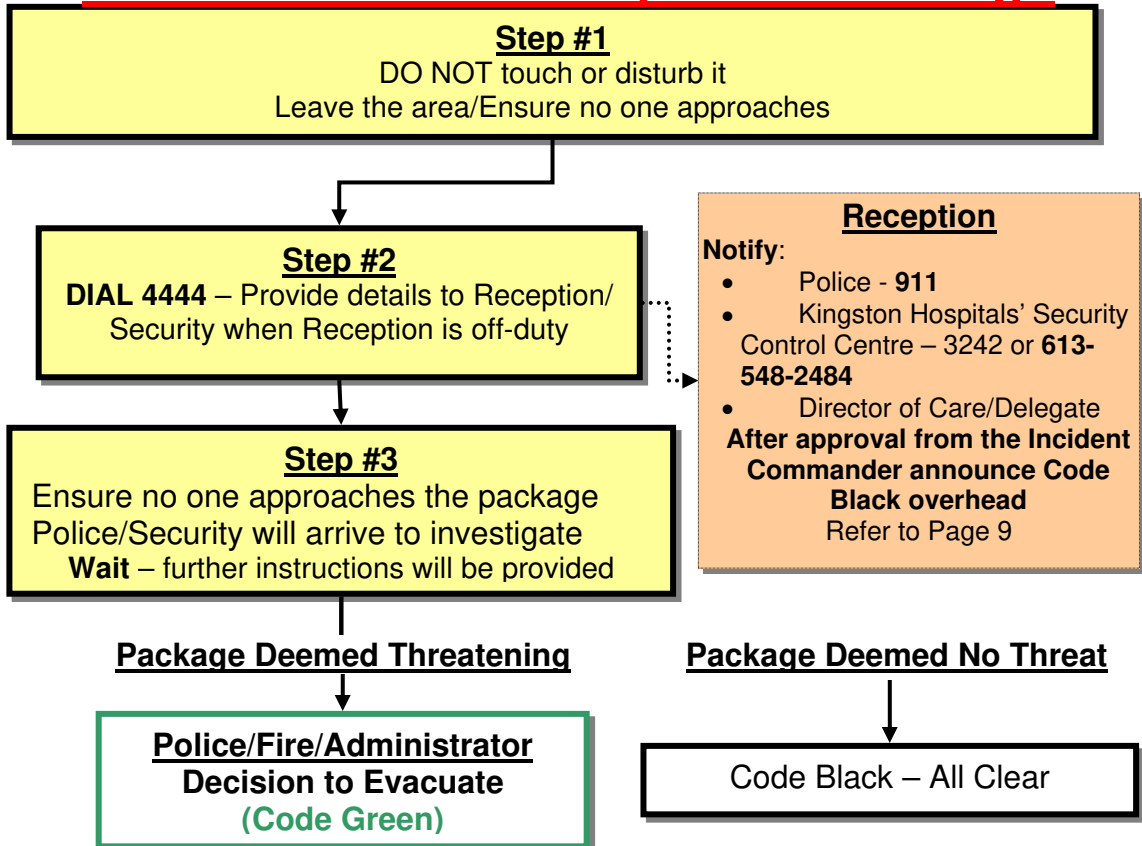 Step #1
DO NOT touch or disturb it
Leave the area/Ensure no one approaches
Step #2
DIAL 4444 – Provide details to Reception/
Security when Reception is off-duty
Reception
Notify:
• Police - 911
• Kingston Hospitals' Security
Control Centre – 3242 or 613-
548-2484
• Director of Care/Delegate
After approval from the Incident
Commander announce Code
Black overhead
Refer to Page 9
Step #3
Ensure no one approaches the package
Police/Security will arrive to investigate
Wait – further instructions will be provided
Package Deemed Threatening
Package Deemed No Threat
Police/Fire/Administrator
Decision to Evacuate
(Code Green)
Code Black – All Clear